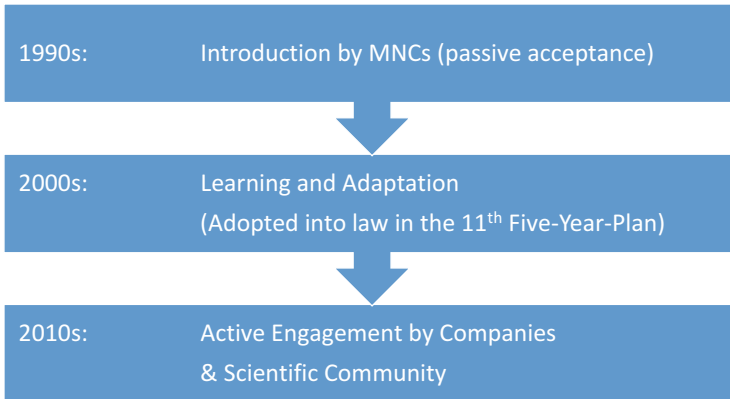 1990s: Introduction by MNCs (passive acceptance)
2000s: Learning and Adaptation
(Adopted into law in the 11th Five-Year-Plan)
2010s: Active Engagement by Companies
& Scientific Community